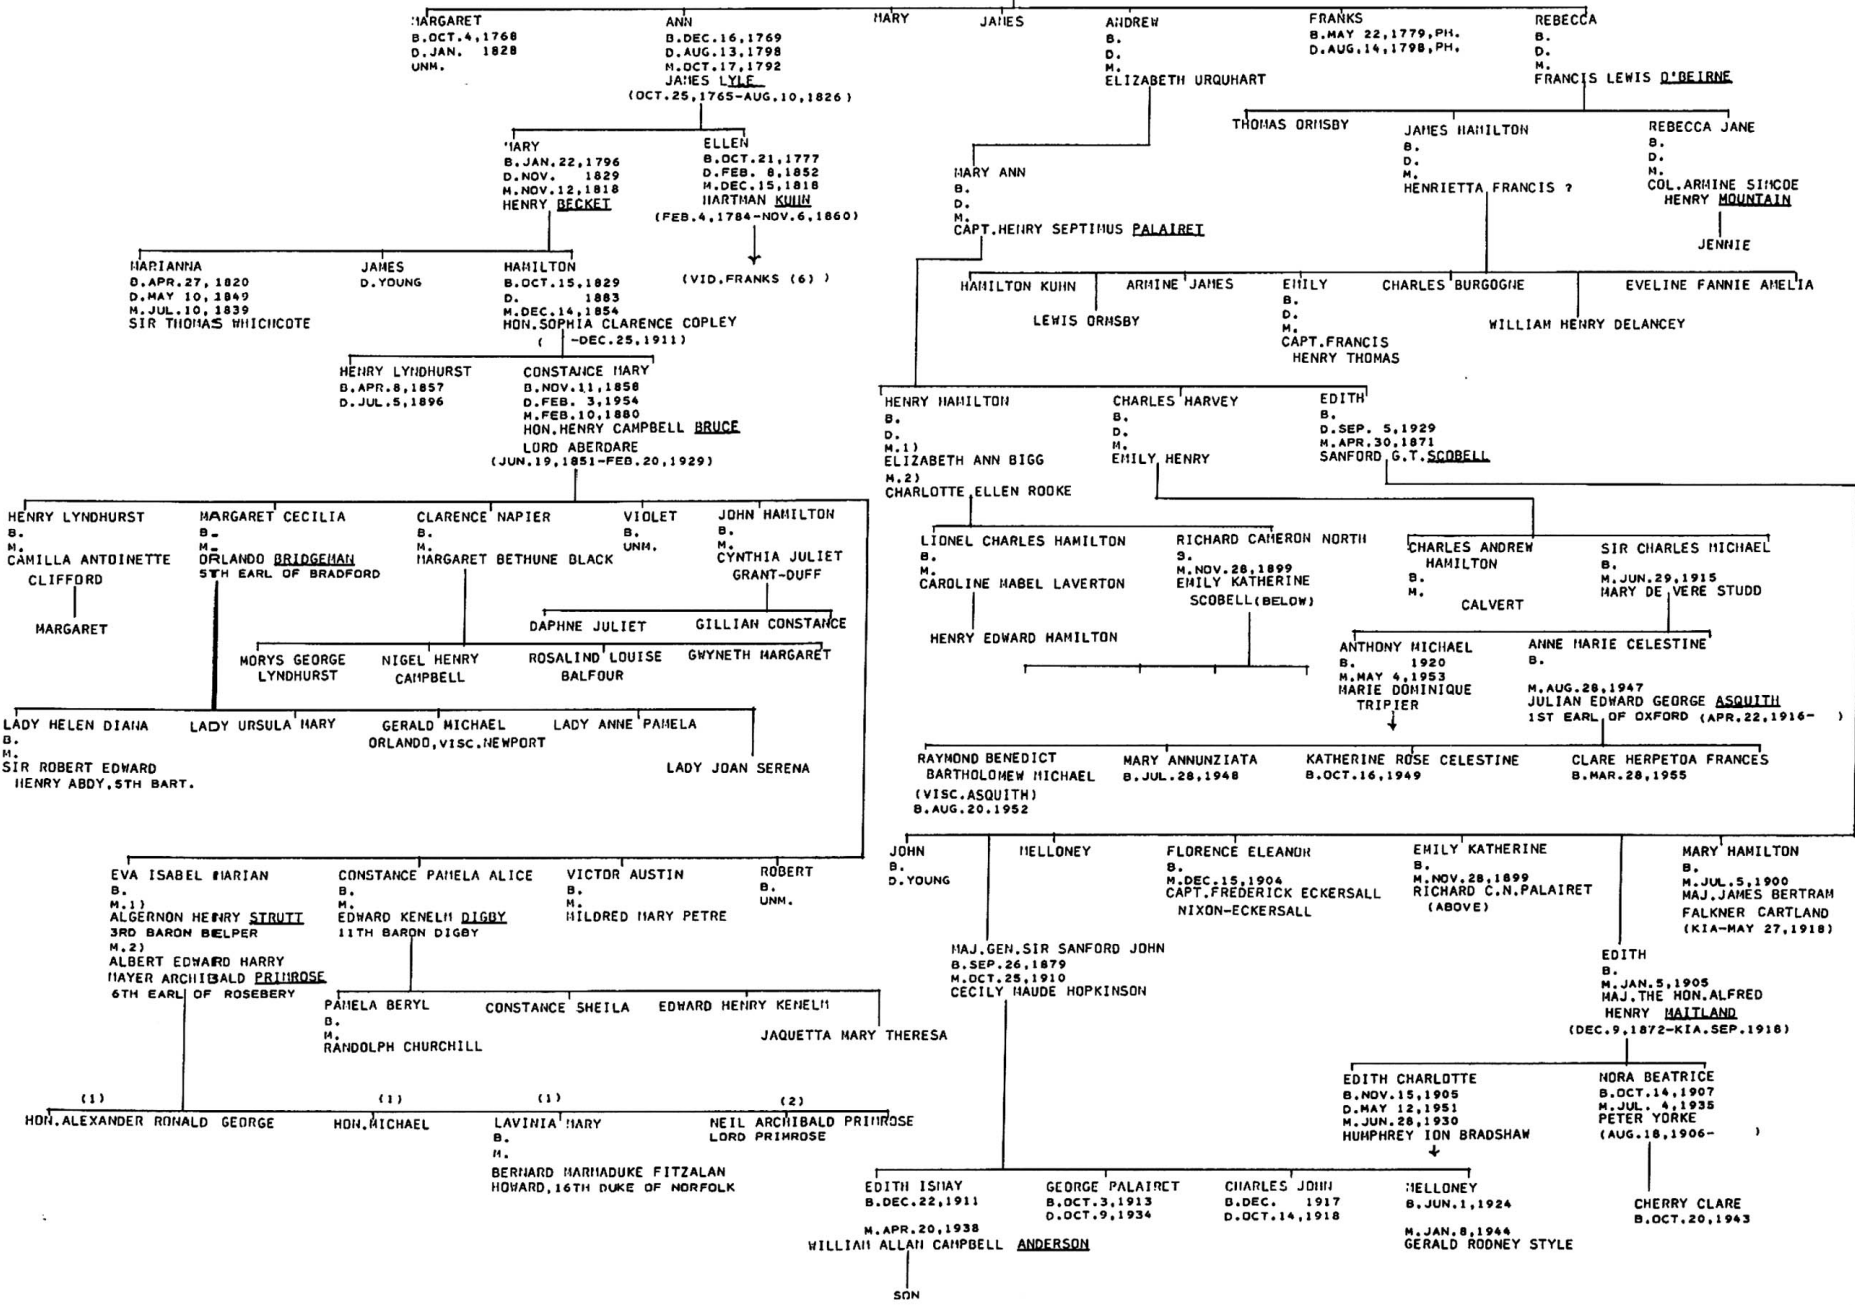 MARGARET
B.OCT.4,1768
D.JAN. 1828
UNM.
ANN
B.DEC.16,1769
D.AUG.13,1798
M.OCT.17,1792
JAMES LYLE
(OCT.25,1765-AUG.10,1826)
MARY
JAMES
ANDREW
B.
D.
M.
ELIZABETH URQUHART
FRANKS
B.MAY 22,1779,PH.
D.AUG.14,1798,PH.
REBECCA
B.
D.
M.
FRANCIS LEWIS O'BEIRNE
MARY
B.JAN.22,1796
D.NOV. 1829
M.NOV.12,1818
HENRY BECKET
ELLEN
B.OCT.21,1777
D.FEB. 8,1852
M.DEC.15,1818
HARTMAN KUHN
(FEB.4,1784-NOV.6,1860)
(VID.FRANKS (6) )
MARY ANN
B.
D.
M.
CAPT.HENRY SEPTIMUS PALAIRET
THOMAS ORMSBY
JAMES HAMILTON
B.
D.
M.
HENRIETTA FRANCIS ?
REBECCA JANE
B.
D.
M.
COL.ARMINE SIMCOE
HENRY MOUNTAIN
JENNIE
MARIANNA
B.APR.27, 1820
D.MAY 10, 1849
M.JUL.10, 1839
SIR THOMAS WHICHCOTE
JAMES
D.YOUNG
HAMILTON
B.OCT.15,1829
D. 1883
M.DEC.14,1854
HON.SOPHIA CLARENCE COPLEY
( -DEC.25,1911)
HAMILTON KUHN
LEWIS ORMSBY
ARMINE JAMES
EMILY
B.
D.
M.
CAPT.FRANCIS
HENRY THOMAS
CHARLES BURGOGNE
WILLIAM HENRY DELANCEY
EVELINE FANNIE AMELIA
HENRY LYNDHURST
B.APR.8,1857
D.JUL.5,1896
CONSTANCE MARY
B.NOV.11,1858
D.FEB. 3,1954
M.FEB.10,1880
HON.HENRY CAMPBELL BRUCE
LORD ABERDARE
(JUN.19,1851-FEB.20,1929)
HENRY HAMILTON
B.
D.
M.1)
ELIZABETH ANN BIGG
M.2)
CHARLOTTE ELLEN ROOKE
CHARLES HARVEY
B.
D.
M.
EMILY HENRY
EDITH
B.
D.SEP. 5,1929
M.APR.30,1871
SANFORD G.T.SCOBELL
HENRY LYNDHURST
B.
M.
CAMILLA ANTOINETTE
CLIFFORD
MARGARET
MARGARET CECILIA
B.
M.
ORLANDO BRIDGEMAN
5TH EARL OF BRADFORD
CLARENCE NAPIER
B.
M.
MARGARET BETHUNE BLACK
VIOLET
B.
UNM.
JOHN HAMILTON
B.
M.
CYNTHIA JULIET
GRANT-DUFF
DAPHNE JULIET
GILLIAN CONSTANCE
MORYS GEORGE
LYNDHURST
NIGEL HENRY
CAMPBELL
ROSALIND LOUISE
BALFOUR
GWYNETH MARGARET
LIONEL CHARLES HAMILTON
B.
M.
CAROLINE MABEL LAVERTON
HENRY EDWARD HAMILTON
RICHARD CAMERON NORTH
B.
M.NOV.28,1899
EMILY KATHERINE
SCOBELL(BELOW)
CHARLES ANDREW
HAMILTON
B.
M.
CALVERT
SIR CHARLES MICHAEL
B.
M.JUN.29,1915
MARY DE VERE STUDD
ANTHONY MICHAEL
B. 1920
M.MAY 4,1953
MARIE DOMINIQUE
TRIPIER
ANNE MARIE CELESTINE
B.
M.AUG.28,1947
JULIAN EDWARD GEORGE ASQUITH
1ST EARL OF OXFORD (APR.22,1916- )
LADY HELEN DIANA
B.
M.
SIR ROBERT EDWARD
HENRY ABDY,5TH BART.
LADY URSULA MARY
GERALD MICHAEL
ORLANDO,VISC.NEWPORT
LADY ANNE PAMELA
LADY JOAN SERENA
RAYMOND BENEDICT
BARTHOLOMEW MICHAEL
(VISC.ASQUITH)
B.AUG.20,1952
MARY ANNUNZIATA
B.JUL.28,1948
KATHERINE ROSE CELESTINE
B.OCT.16,1949
CLARE HERPETOA FRANCES
B.MAR.28,1955
EVA ISABEL MARIAN
B.
M.1)
ALGERNON HENRY STRUTT
3RD BARON BELPER
M.2)
ALBERT EDWARD HARRY
MAYER ARCHIBALD PRIMROSE
6TH EARL OF ROSEBERY
CONSTANCE PAMELA ALICE
B.
M.
EDWARD KENELM DIGBY
11TH BARON DIGBY
VICTOR AUSTIN
B.
M.
MILDRED MARY PETRE
ROBERT
B.
UNM.
JOHN
B.
D.YOUNG
MELLONEY
FLORENCE ELEANOR
B.
M.DEC.15,1904
CAPT.FREDERICK ECKERSALL
NIXON-ECKERSALL
EMILY KATHERINE
B.
M.NOV.28,1899
RICHARD C.N.PALAIRET
(ABOVE)
MARY HAMILTON
B.
M.JUL.5,1900
MAJ.JAMES BERTRAM
FALKNER CARTLAND
(KIA-MAY 27,1918)
MAJ.GEN.SIR SANFORD JOHN
B.SEP.26,1879
M.OCT.25,1910
CECILY MAUDE HOPKINSON
EDITH
B.
M.JAN.5,1905
MAJ.THE HON.ALFRED
HENRY MAITLAND
(DEC.9,1872-KIA.SEP.1918)
PAMELA BERYL
B.
M.
RANDOLPH CHURCHILL
CONSTANCE SHEILA
EDWARD HENRY KENELM
JAQUETTA MARY THERESA
EDITH CHARLOTTE
B.NOV.15,1905
D.MAY 12,1951
M.JUN.28,1930
HUMPHREY ION BRADSHAW
NORA BEATRICE
B.OCT.14,1907
M.JUL. 4,1935
PETER YORKE
(AUG.18,1906- )
(1)
HON.ALEXANDER RONALD GEORGE
(1)
HON.MICHAEL
(1)
LAVINIA MARY
B.
M.
BERNARD MARMADUKE FITZALAN
HOWARD,16TH DUKE OF NORFOLK
(2)
NEIL ARCHIBALD PRIMROSE
LORD PRIMROSE
EDITH ISMAY
B.DEC.22,1911
M.APR.20,1938
WILLIAM ALLAN CAMPBELL ANDERSON
SON
GEORGE PALAIRET
B.OCT.3,1913
D.OCT.9,1934
CHARLES JOHN
B.DEC. 1917
D.OCT.14,1918
MELLONEY
B.JUN.1,1924
M.JAN.8,1944
GERALD RODNEY STYLE
CHERRY CLARE
B.OCT.20,1943